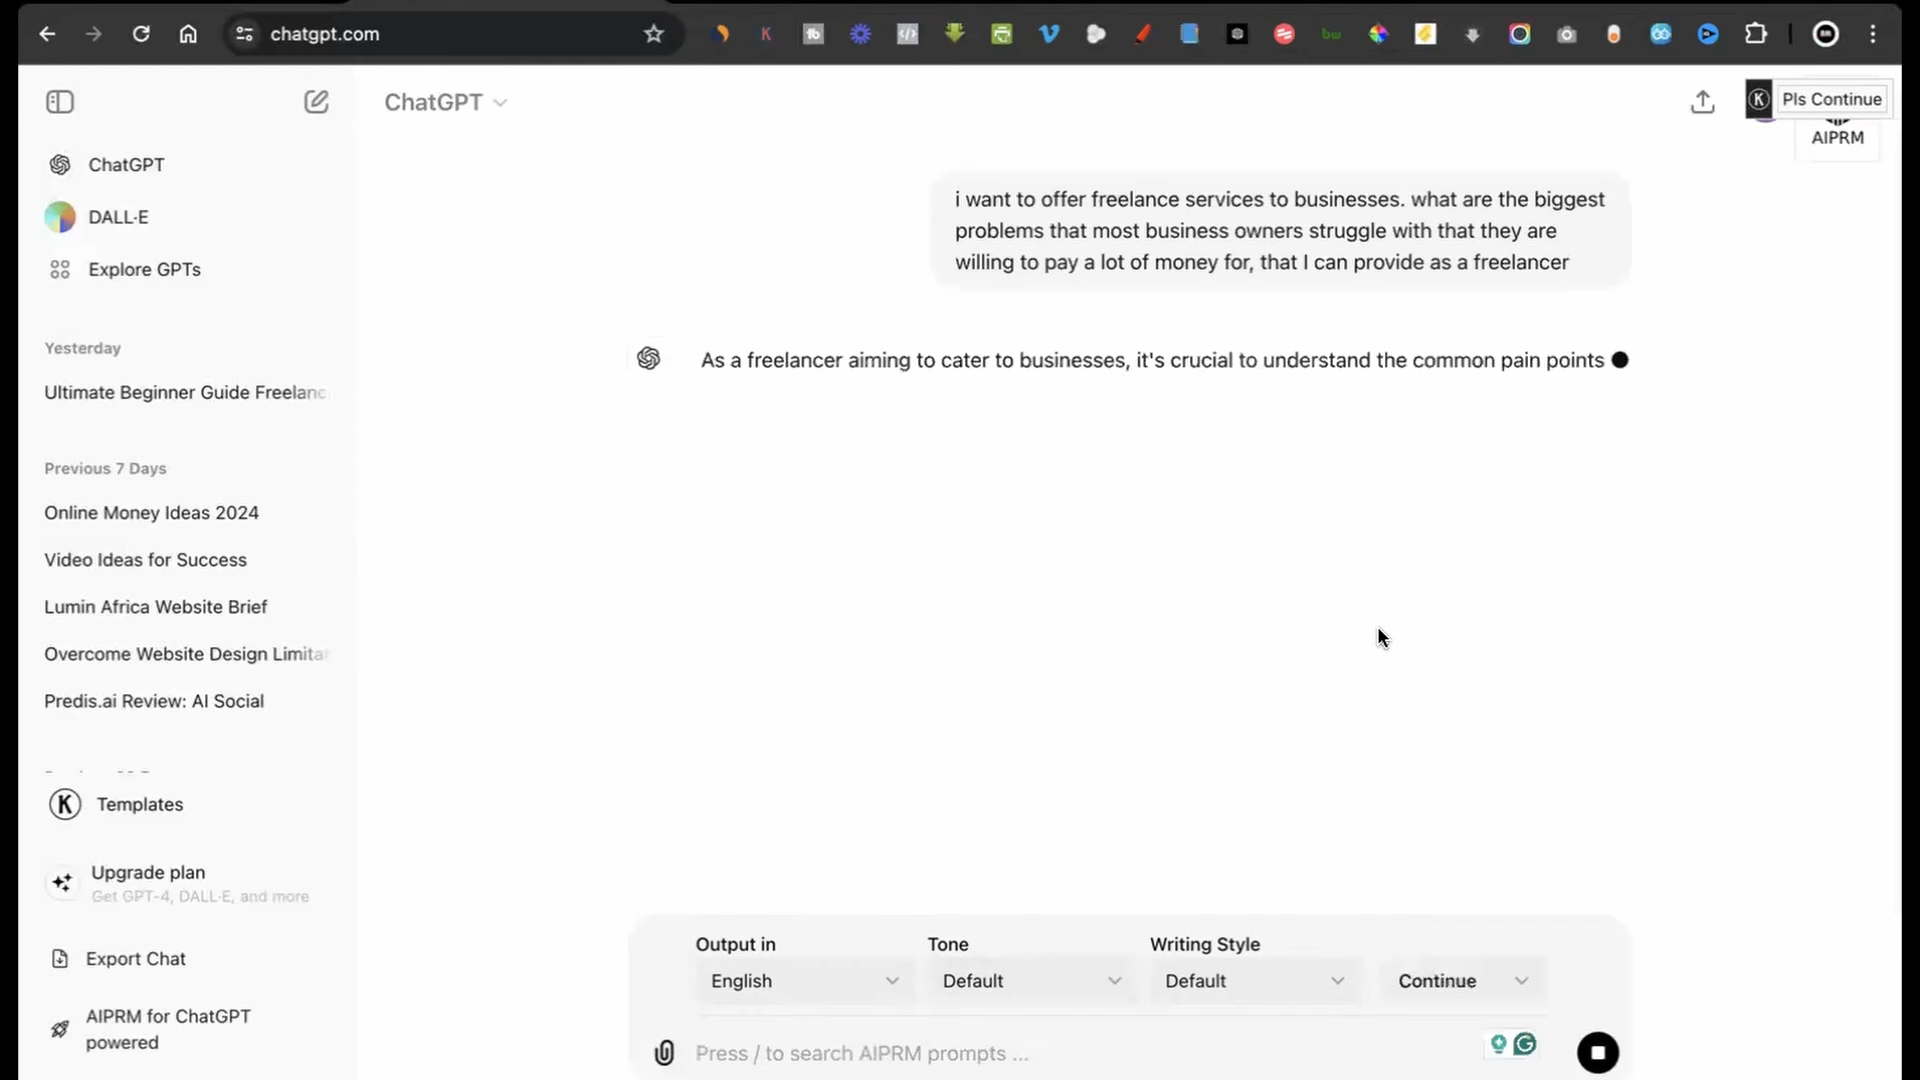 chatgpt.com
ChatGPT
Pls Continue
AIPRM
ChatGPT
DALL·E
Explore GPTs
Yesterday
Ultimate Beginner Guide Freelanc
Previous 7 Days
Online Money Ideas 2024
Video Ideas for Success
Lumin Africa Website Brief
Overcome Website Design Limita
Predis.ai Review: AI Social
Templates
Upgrade plan
Get GPT-4, DALL·E, and more
Export Chat
AIPRM for ChatGPT
powered
i want to offer freelance services to businesses. what are the biggest
problems that most business owners struggle with that they are
willing to pay a lot of money for, that I can provide as a freelancer
As a freelancer aiming to cater to businesses, it's crucial to understand the common pain points
Output in
Tone
Writing Style
English
Default
Default
Continue
Press / to search AIPRM prompts ...